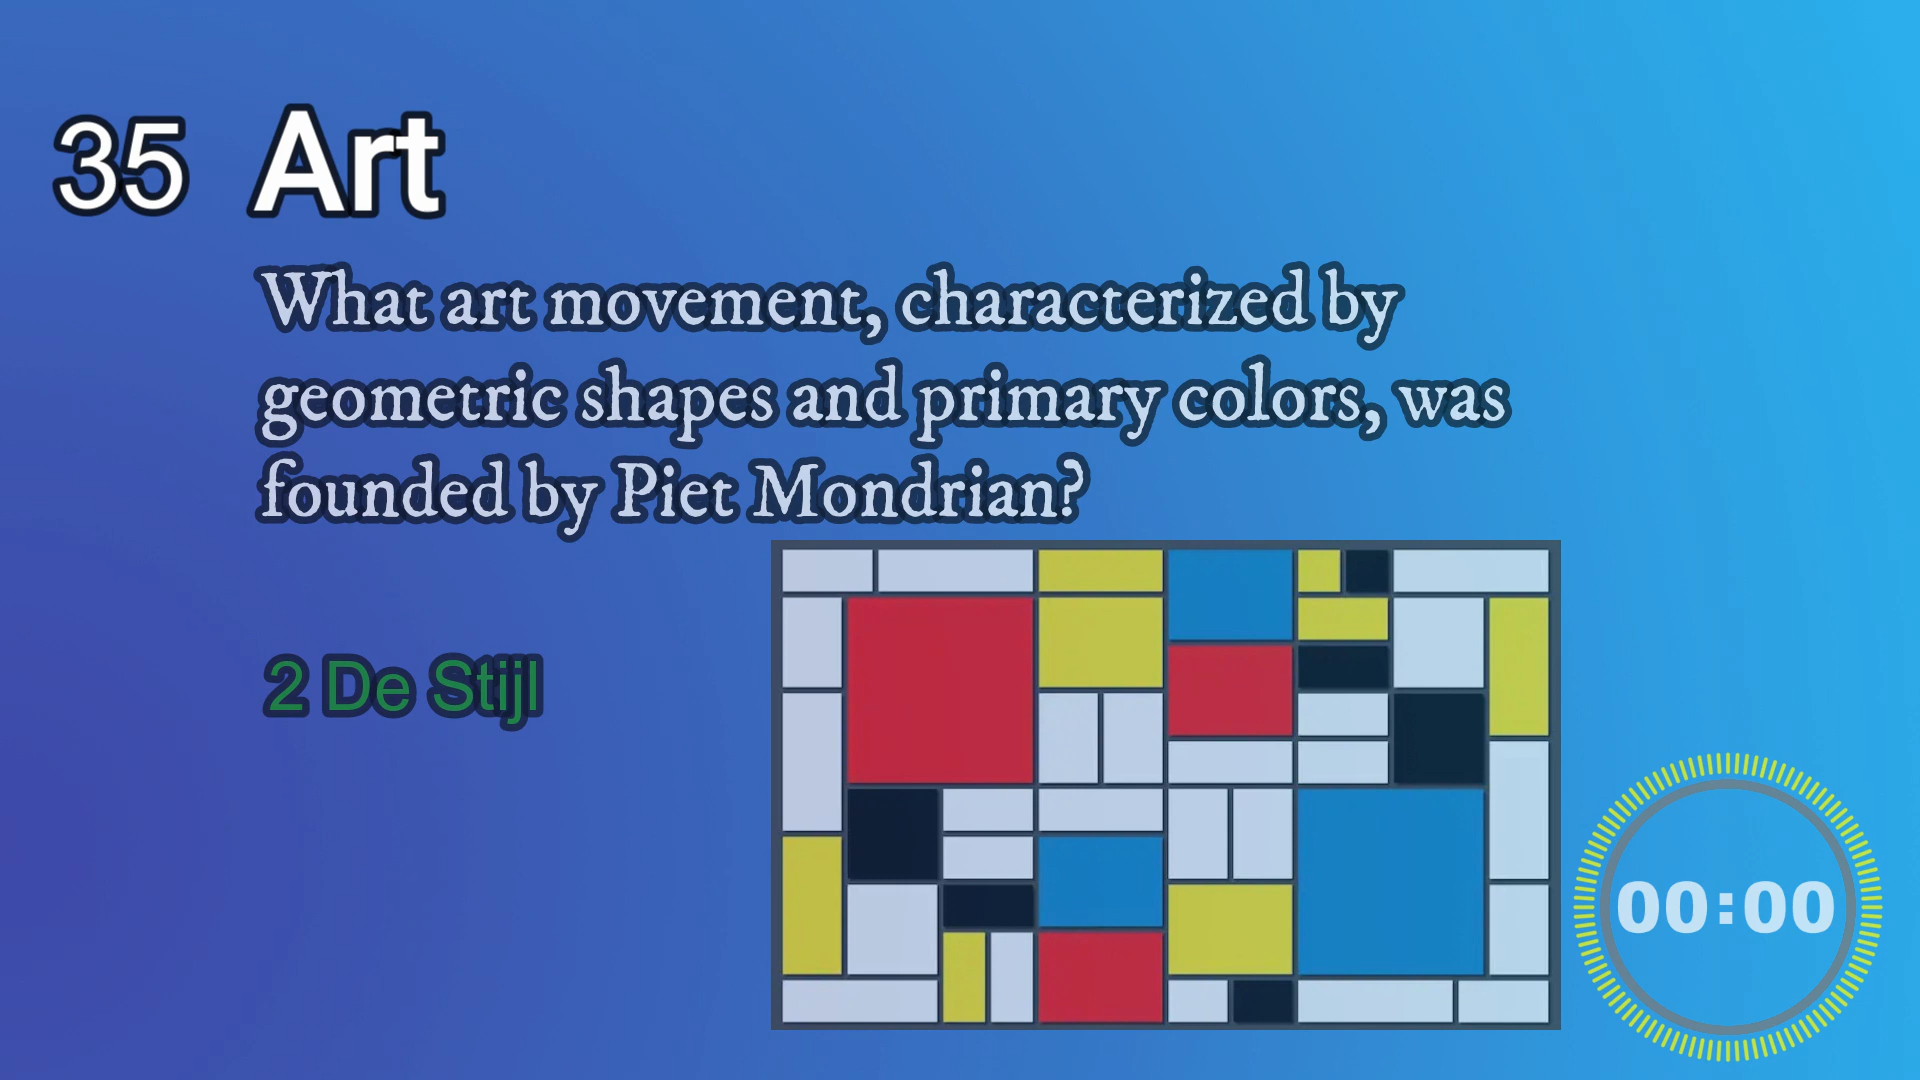 35 Art
What art movement, characterized by
geometric shapes and primary colors, was
founded by Piet Mondrian?
2 De Stijl
00:00